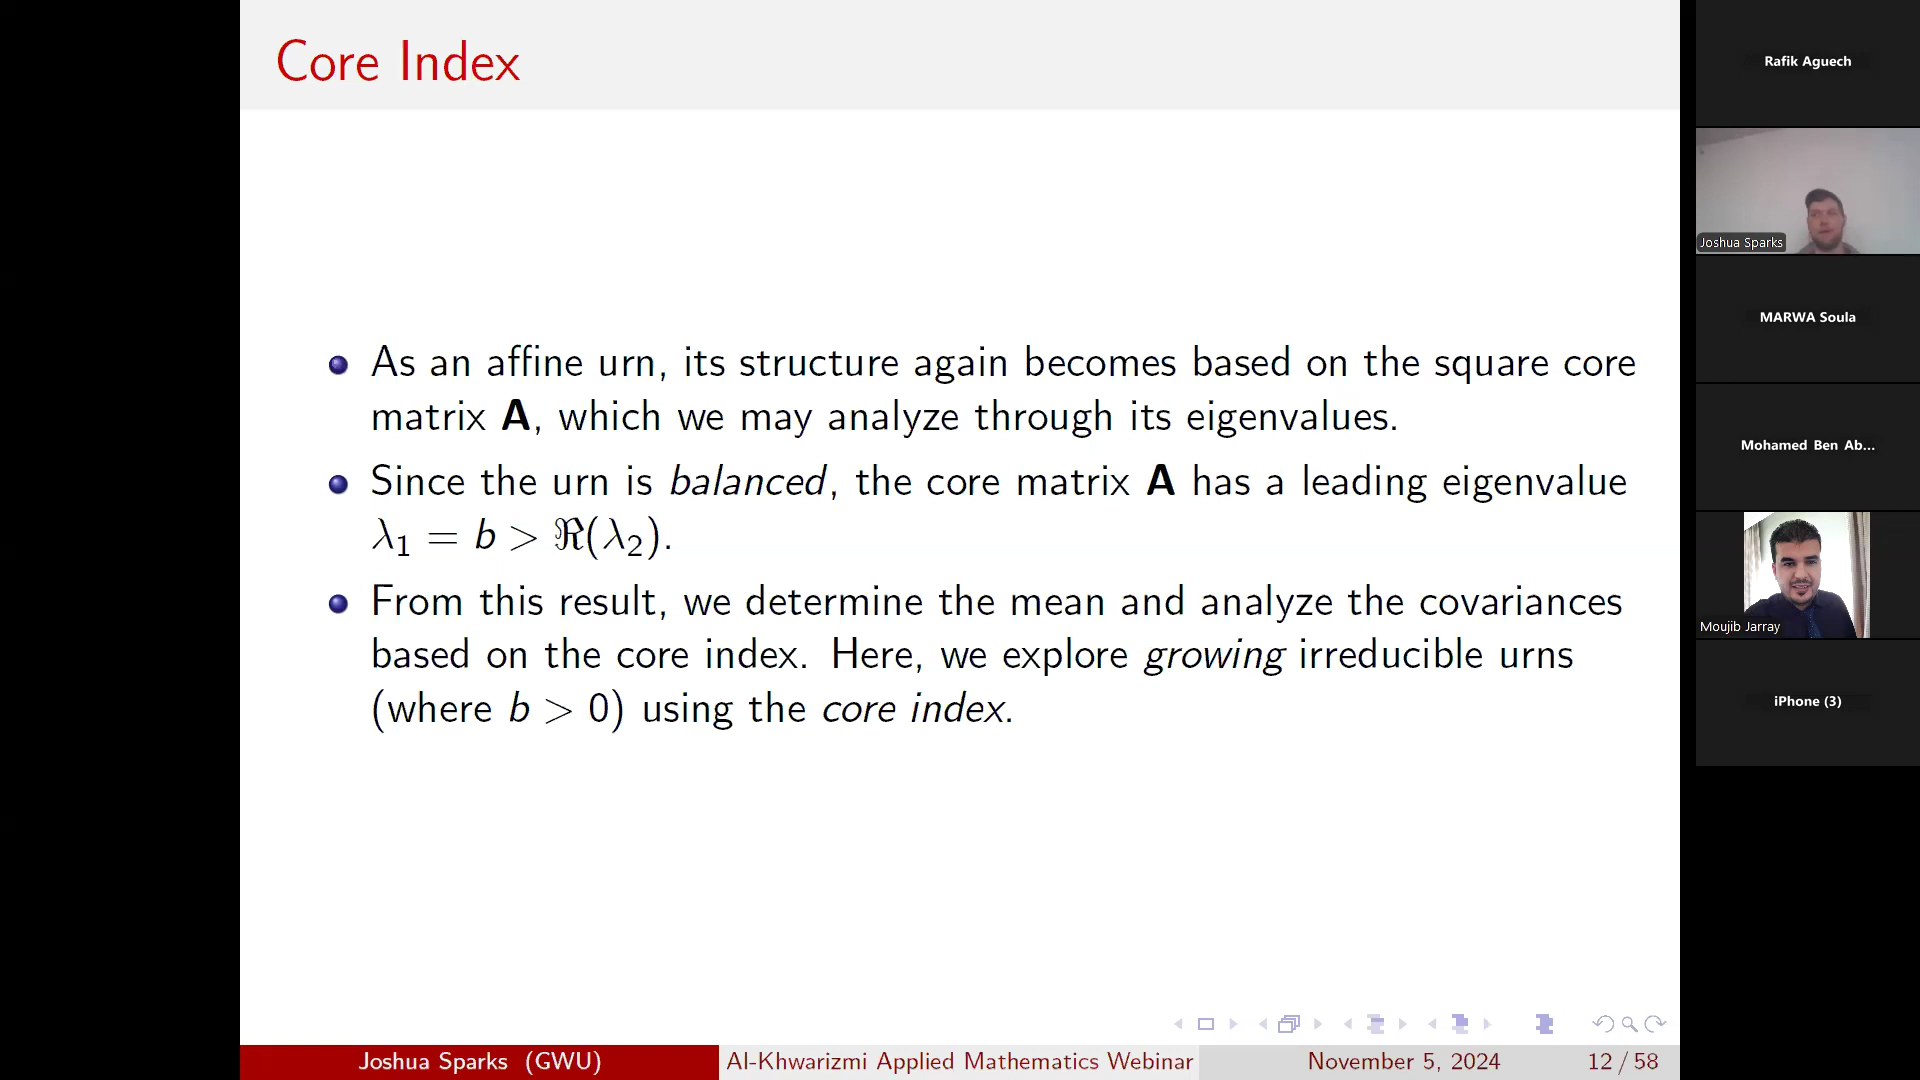 Core Index
As an affine urn, its structure again becomes based on the square core
matrix A, which we may analyze through its eigenvalues.
Since the urn is balanced, the core matrix A has a leading eigenvalue
λ₁ = b > ℜ(λ₂).
From this result, we determine the mean and analyze the covariances
based on the core index. Here, we explore growing irreducible urns
(where b > 0) using the core index.
Joshua Sparks (GWU)
Al-Khwarizmi Applied Mathematics Webinar
November 5, 2024
12 / 58
Rafik Aguech
Joshua Sparks
MARWA Soula
Mohamed Ben Ab...
Moujib Jarray
iPhone (3)